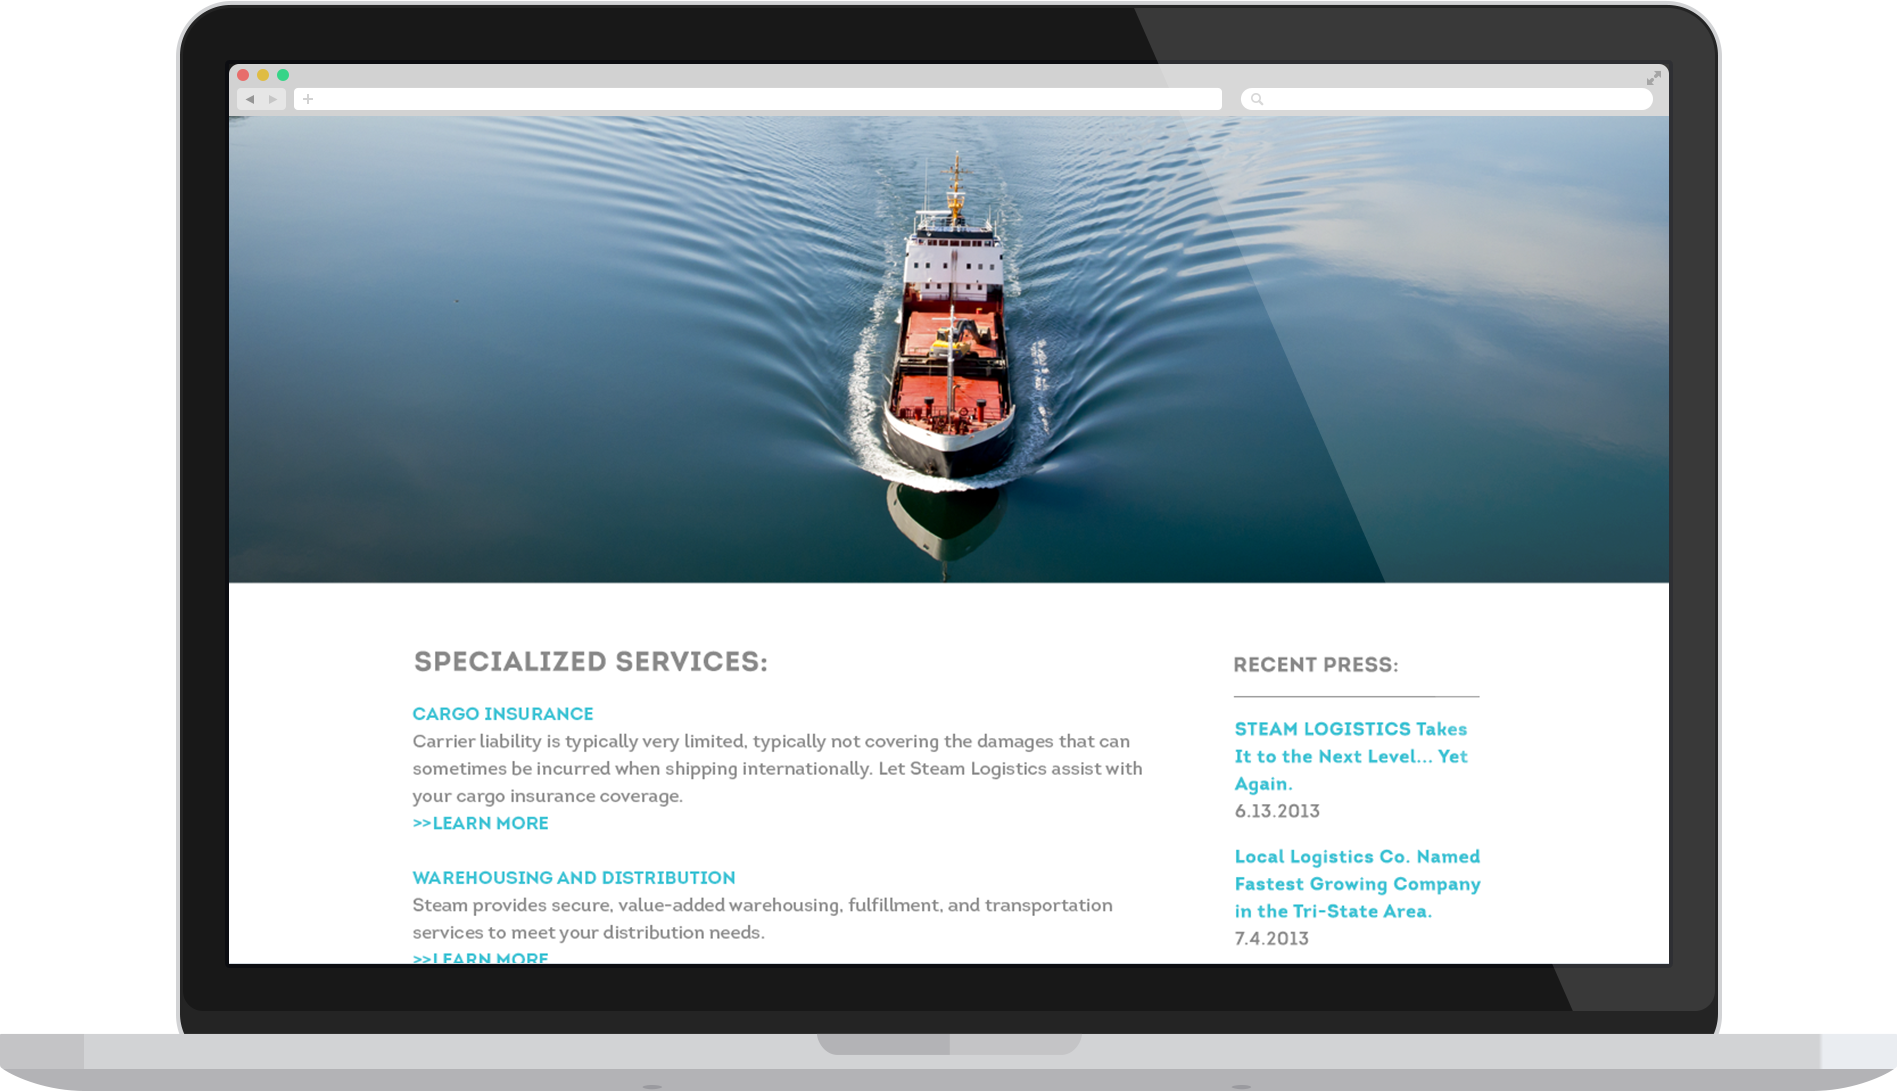 SPECIALIZED SERVICES:
CARGO INSURANCE
Carrier liability is typically very limited, typically not covering the damages that can
sometimes be incurred when shipping internationally. Let Steam Logistics assist with
your cargo insurance coverage.
>>LEARN MORE
WAREHOUSING AND DISTRIBUTION
Steam provides secure, value-added warehousing, fulfillment, and transportation
services to meet your distribution needs.
>>LEARN MORE
RECENT PRESS:
STEAM LOGISTICS Takes
It to the Next Level... Yet
Again.
6.13.2013
Local Logistics Co. Named
Fastest Growing Company
in the Tri-State Area.
7.4.2013